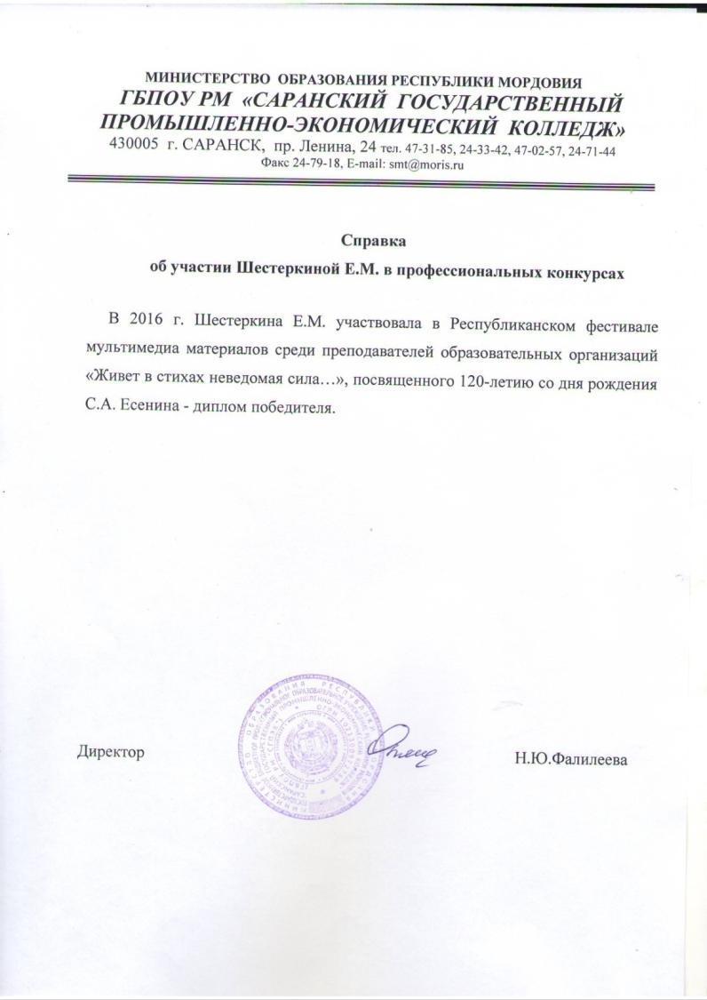 МИНИСТЕРСТВО ОБРАЗОВАНИЯ РЕСПУБЛИКИ МОРДОВИЯ
ГБПОУ РМ «САРАНСКИЙ ГОСУДАРСТВЕННЫЙ
ПРОМЫШЛЕННО-ЭКОНОМИЧЕСКИЙ КОЛЛЕДЖ»
430005 г. САРАНСК, пр. Ленина, 24 тел. 47-31-85, 24-33-42, 47-02-57, 24-71-44
Факс 24-79-18, E-mail: smt@moris.ru
Справка
об участии Шестеркиной Е.М. в профессиональных конкурсах
В 2016 г. Шестеркина Е.М. участвовала в Республиканском фестивале
мультимедиа материалов среди преподавателей образовательных организаций
«Живет в стихах неведомая сила…», посвященного 120-летию со дня рождения
С.А. Есенина - диплом победителя.
Директор
Н.Ю.Фалилеева